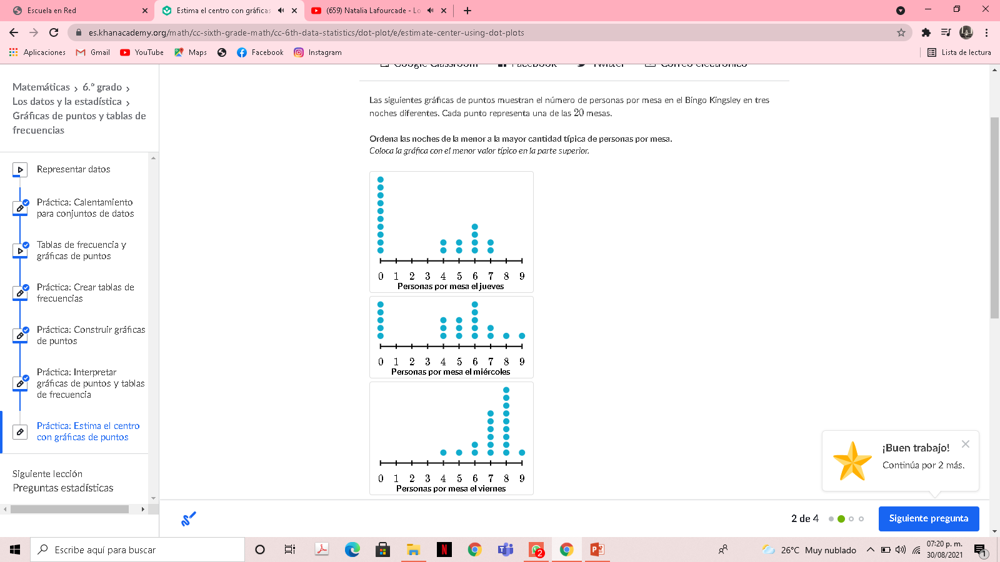 Escuela en Red
Estima el centro con gráficas
(659) Natalia Lafourcade - Lo
es.khanacademy.org/math/cc-sixth-grade-math/cc-6th-data-statistics/dot-plot/e/estimate-center-using-dot-plots
Aplicaciones Gmail YouTube Maps Facebook Instagram Lista de lectura
Google Classroom Facebook Twitter Correo electrónico
Matemáticas > 6.º grado >
Los datos y la estadística >
Gráficas de puntos y tablas de
frecuencias
Representar datos
Práctica: Calentamiento
para conjuntos de datos
Tablas de frecuencia y
gráficas de puntos
Práctica: Crear tablas de
frecuencias
Práctica: Construir gráficas
de puntos
Práctica: Interpretar
gráficas de puntos y tablas
de frecuencia
Práctica: Estima el centro
con gráficas de puntos
Siguiente lección
Preguntas estadísticas
Las siguientes gráficas de puntos muestran el número de personas por mesa en el Bingo Kingsley en tres
noches diferentes. Cada punto representa una de las 20 mesas.
Ordena las noches de la menor a la mayor cantidad típica de personas por mesa.
Coloca la gráfica con el menor valor típico en la parte superior.
0 1 2 3 4 5 6 7 8 9
Personas por mesa el jueves
0 1 2 3 4 5 6 7 8 9
Personas por mesa el miércoles
0 1 2 3 4 5 6 7 8 9
Personas por mesa el viernes
¡Buen trabajo!
Continúa por 2 más.
2 de 4
Siguiente pregunta
Escribe aquí para buscar
2
26°C Muy nublado
07:20 p. m.
30/08/2021
1